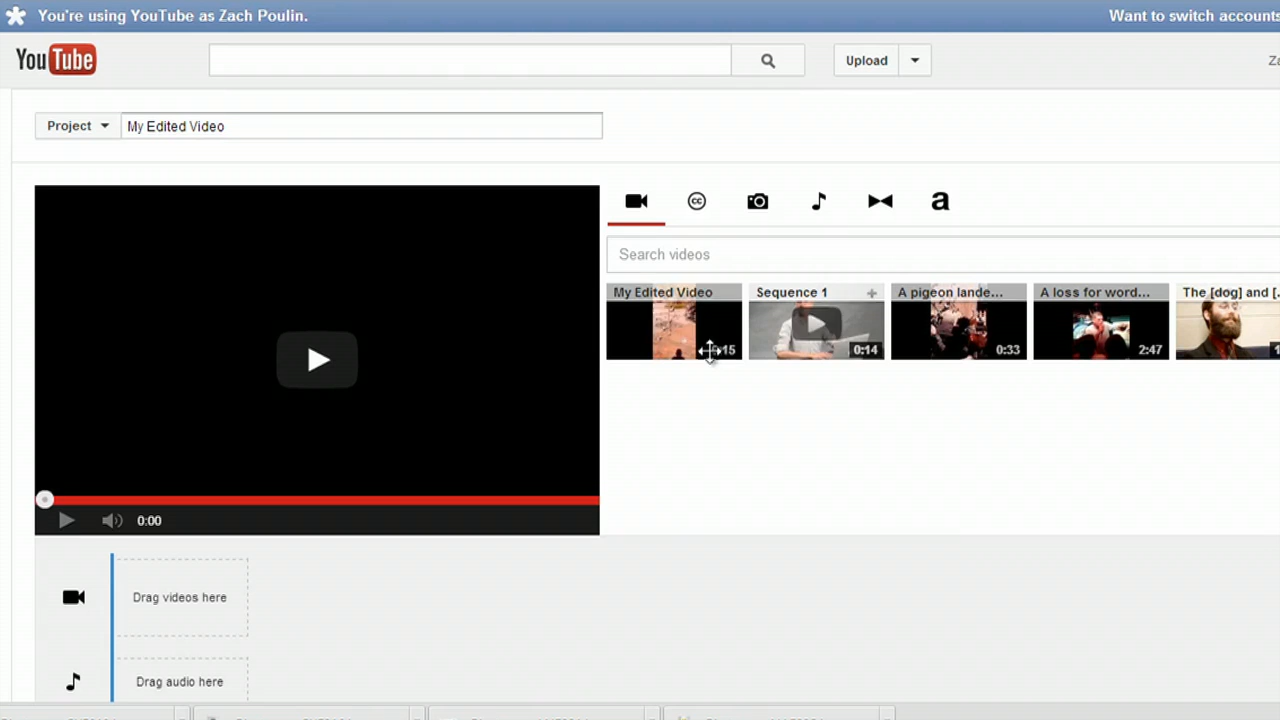 You're using YouTube as Zach Poulin.
Want to switch accounts
YouTube
Upload
Project
My Edited Video
cc
a
Search videos
My Edited Video
Sequence 1
A pigeon lande...
A loss for word...
The [dog] and [.
15
0:14
0:33
2:47
0:00
Drag videos here
Drag audio here